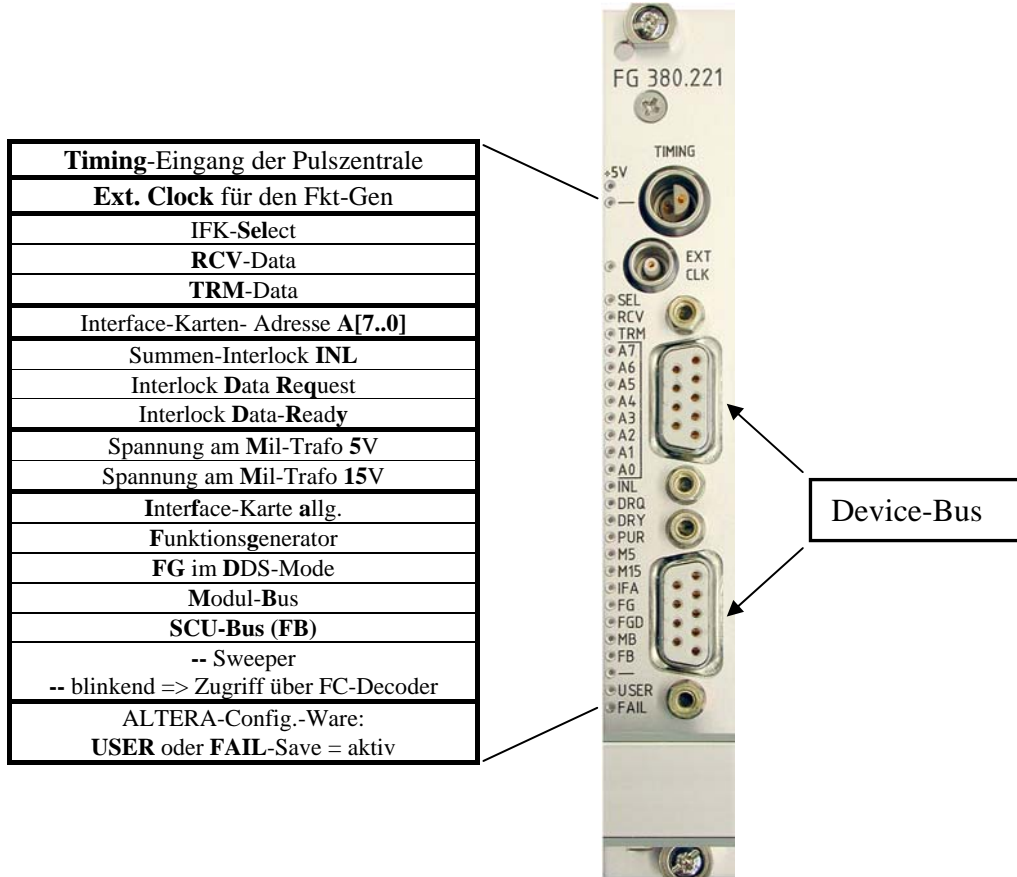 Timing-Eingang der Pulszentrale
Ext. Clock für den Fkt-Gen
IFK-Select
RCV-Data
TRM-Data
Interface-Karten- Adresse A[7..0]
Summen-Interlock INL
Interlock Data Request
Interlock Data-Ready
Spannung am Mil-Trafo 5V
Spannung am Mil-Trafo 15V
Interface-Karte allg.
Funktionsgenerator
FG im DDS-Mode
Modul-Bus
SCU-Bus (FB)
-- Sweeper
-- blinkend => Zugriff über FC-Decoder
ALTERA-Config.-Ware:
USER oder FAIL-Save = aktiv
FG 380.221
TIMING
+5V
—
EXT
CLK
SEL
RCV
TRM
A7
A6
A5
A4
A3
A2
A1
A0
INL
DRQ
DRY
PUR
M5
M15
IFA
FG
FGD
MB
FB
—
USER
FAIL
Device-Bus